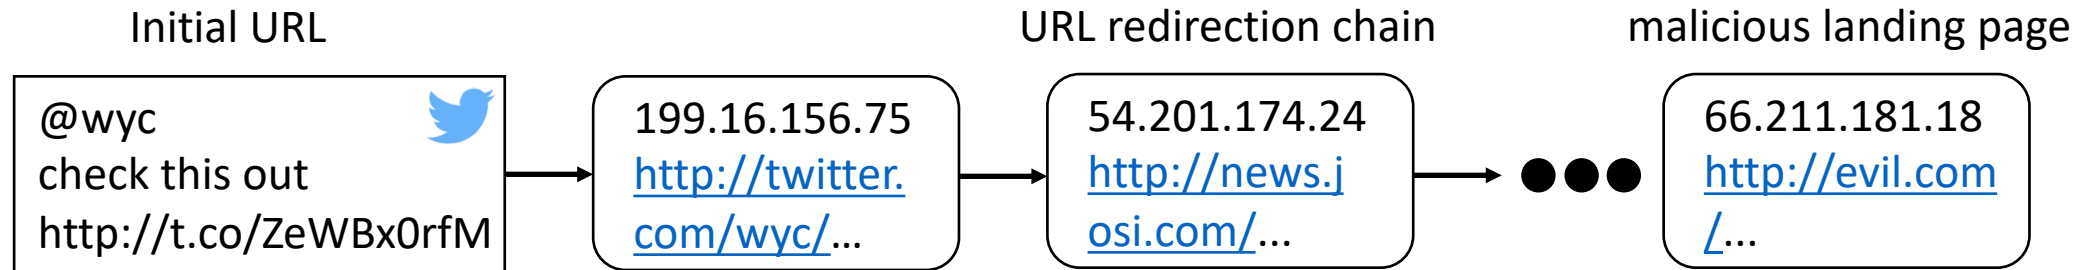 Initial URL
URL redirection chain
malicious landing page
@wyc
check this out
http://t.co/ZeWBx0rfM
199.16.156.75
http://twitter.
com/wyc/...
54.201.174.24
http://news.j
osi.com/...
66.211.181.18
http://evil.com
/...